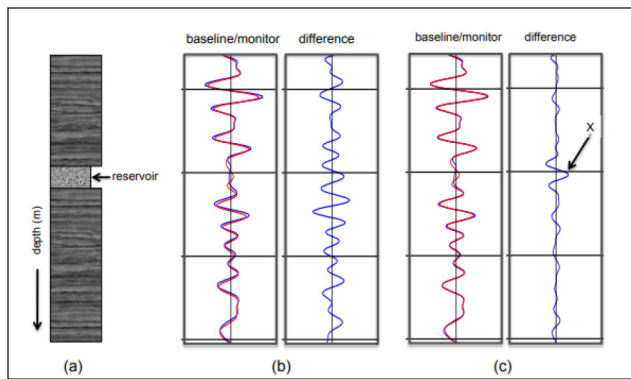 baseline/monitor difference baseline/monitor difference
X
reservoir
depth (m)
(a) (b) (c)